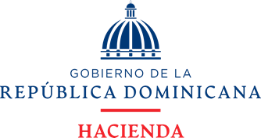 GOBIERNO DE LA
REPÚBLICA DOMINICANA
HACIENDA